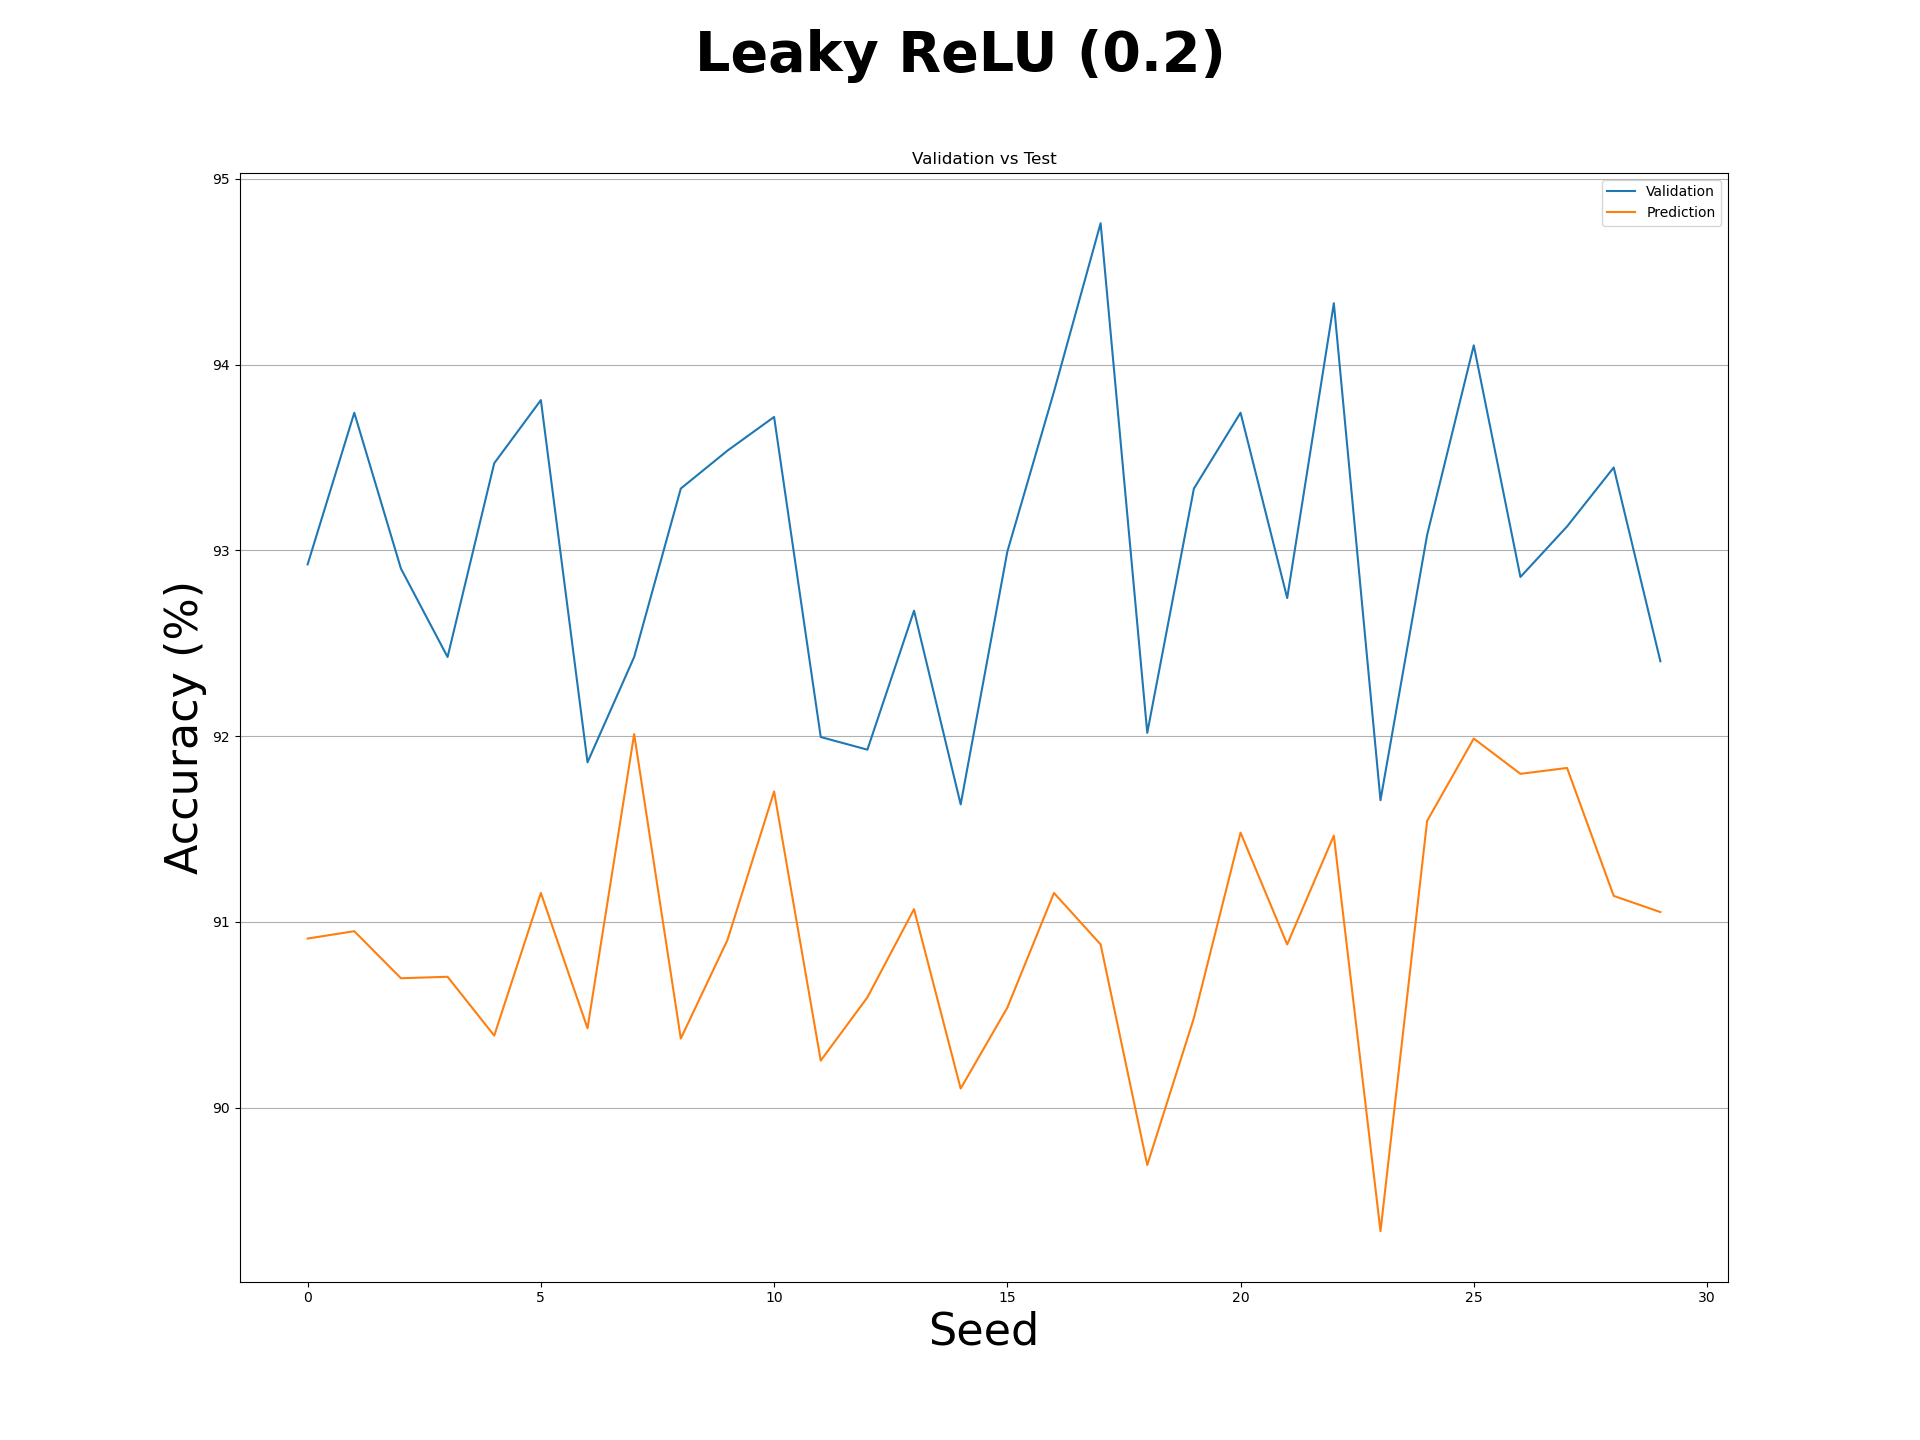 Leaky ReLU (0.2)
Validation vs Test
Validation
Prediction
95
94
93
92
91
90
Accuracy (%)
0 5 10 15 20 25 30
Seed